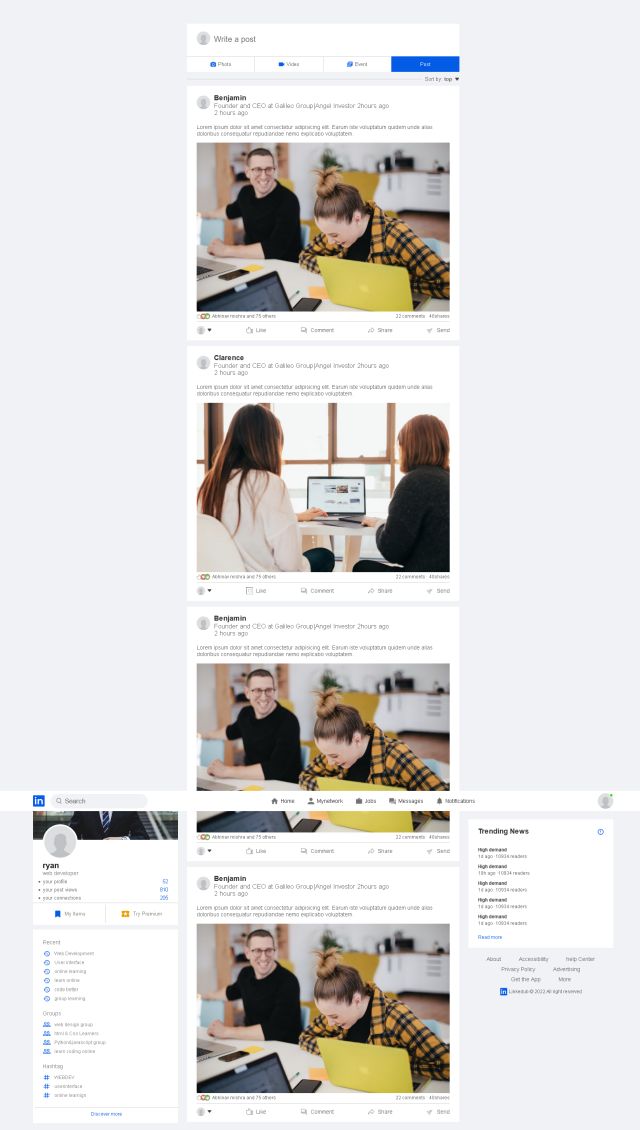 Write a post
Photo
Video
Event
Post
Sort by: top
Benjamin
Founder and CEO at Galileo Group|Angel Investor 2hours ago
2 hours ago
Lorem ipsum dolor sit amet consectetur adipisicing elit. Earum iste voluptatum quidem unde alias
doloribus consequatur repudiandae nemo explicabo voluptatem
Abhinav mishra and 75 others
22 comments 40shares
Like
Comment
Share
Send
Clarence
Founder and CEO at Galileo Group|Angel Investor 2hours ago
2 hours ago
Lorem ipsum dolor sit amet consectetur adipisicing elit. Earum iste voluptatum quidem unde alias
doloribus consequatur repudiandae nemo explicabo voluptatem
Abhinav mishra and 75 others
22 comments 40shares
Like
Comment
Share
Send
Benjamin
Founder and CEO at Galileo Group|Angel Investor 2hours ago
2 hours ago
Lorem ipsum dolor sit amet consectetur adipisicing elit. Earum iste voluptatum quidem unde alias
doloribus consequatur repudiandae nemo explicabo voluptatem
in
Search
Home
Mynetwork
Jobs
Messages
Notifications
Abhinav mishra and 75 others
22 comments 40shares
Like
Comment
Share
Send
Benjamin
Founder and CEO at Galileo Group|Angel Investor 2hours ago
2 hours ago
Lorem ipsum dolor sit amet consectetur adipisicing elit. Earum iste voluptatum quidem unde alias
doloribus consequatur repudiandae nemo explicabo voluptatem
Abhinav mishra and 75 others
22 comments 40shares
Like
Comment
Share
Send
ryan
web developer
your profile 52
your post views 810
your connections 205
My Items
Try Premium
Recent
Web Development
User interface
online learning
learn online
code better
group learning
Groups
web design group
html & Css Learners
Python&javaScript group
learn coding online
Hashtag
WEBDEV
userinterface
online learnign
Discover more
Trending News
High demand
1d ago · 10934 readers
High demand
18h ago · 10934 readers
High demand
1d ago · 10934 readers
High demand
1d ago · 10934 readers
High demand
1d ago · 10934 readers
Read more
About
Accessibility
help Center
Privacy Policy
Advertising
Get the App
More
in
Linkedub © 2022.All right reserved